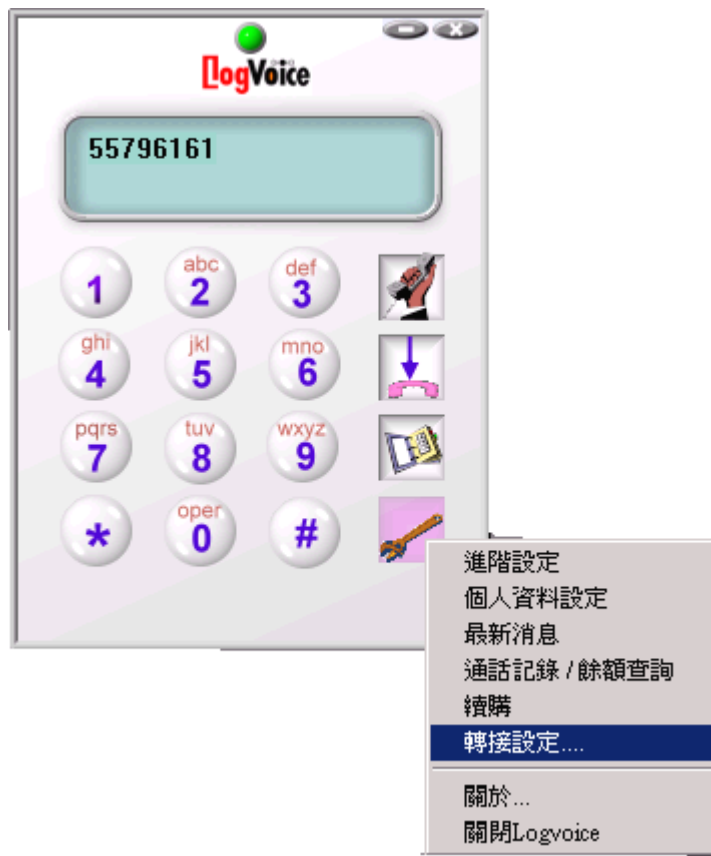 LogVoice
55796161
1
abc
2
def
3
ghi
4
jkl
5
mno
6
pqrs
7
tuv
8
wxyz
9
*
oper
0
#
進階設定
個人資料設定
最新消息
通話記錄 / 餘額查詢
續購
轉接設定....
關於...
關閉Logvoice